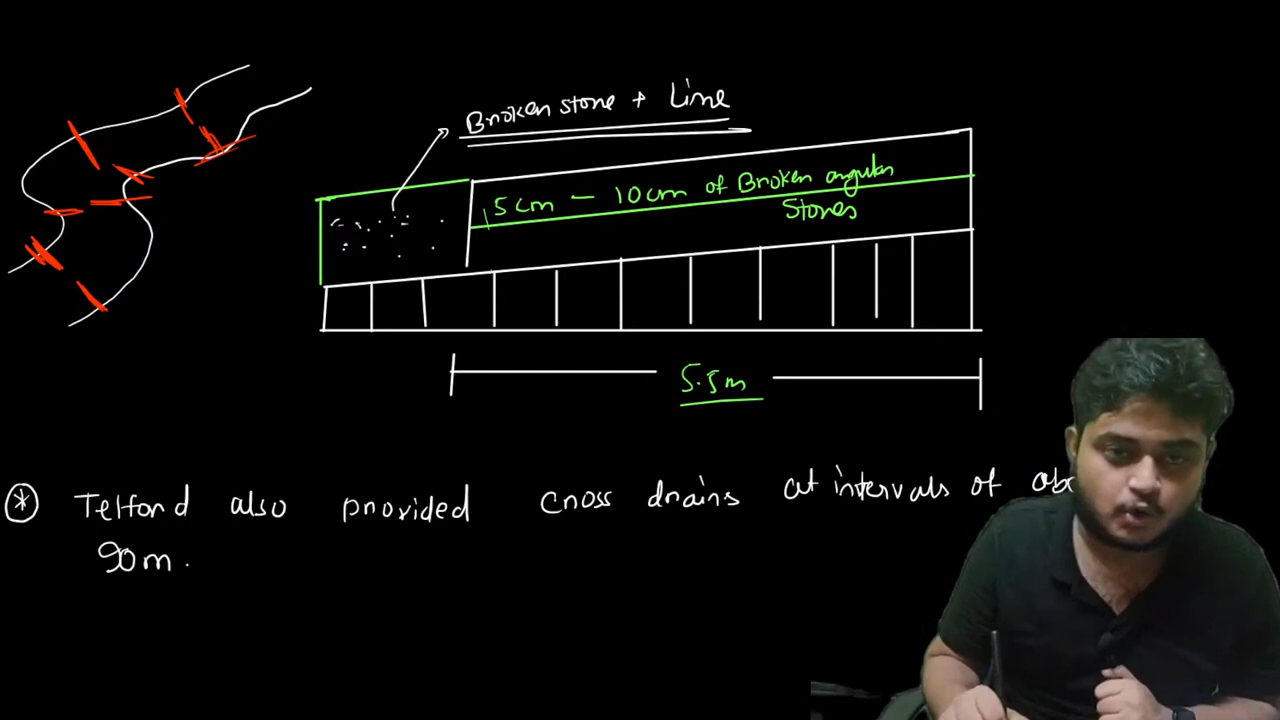 Broken stone + Lime
5cm - 10cm of Broken angular
Stones
5.5m
* Telford also provided cross drains at intervals of
90m.